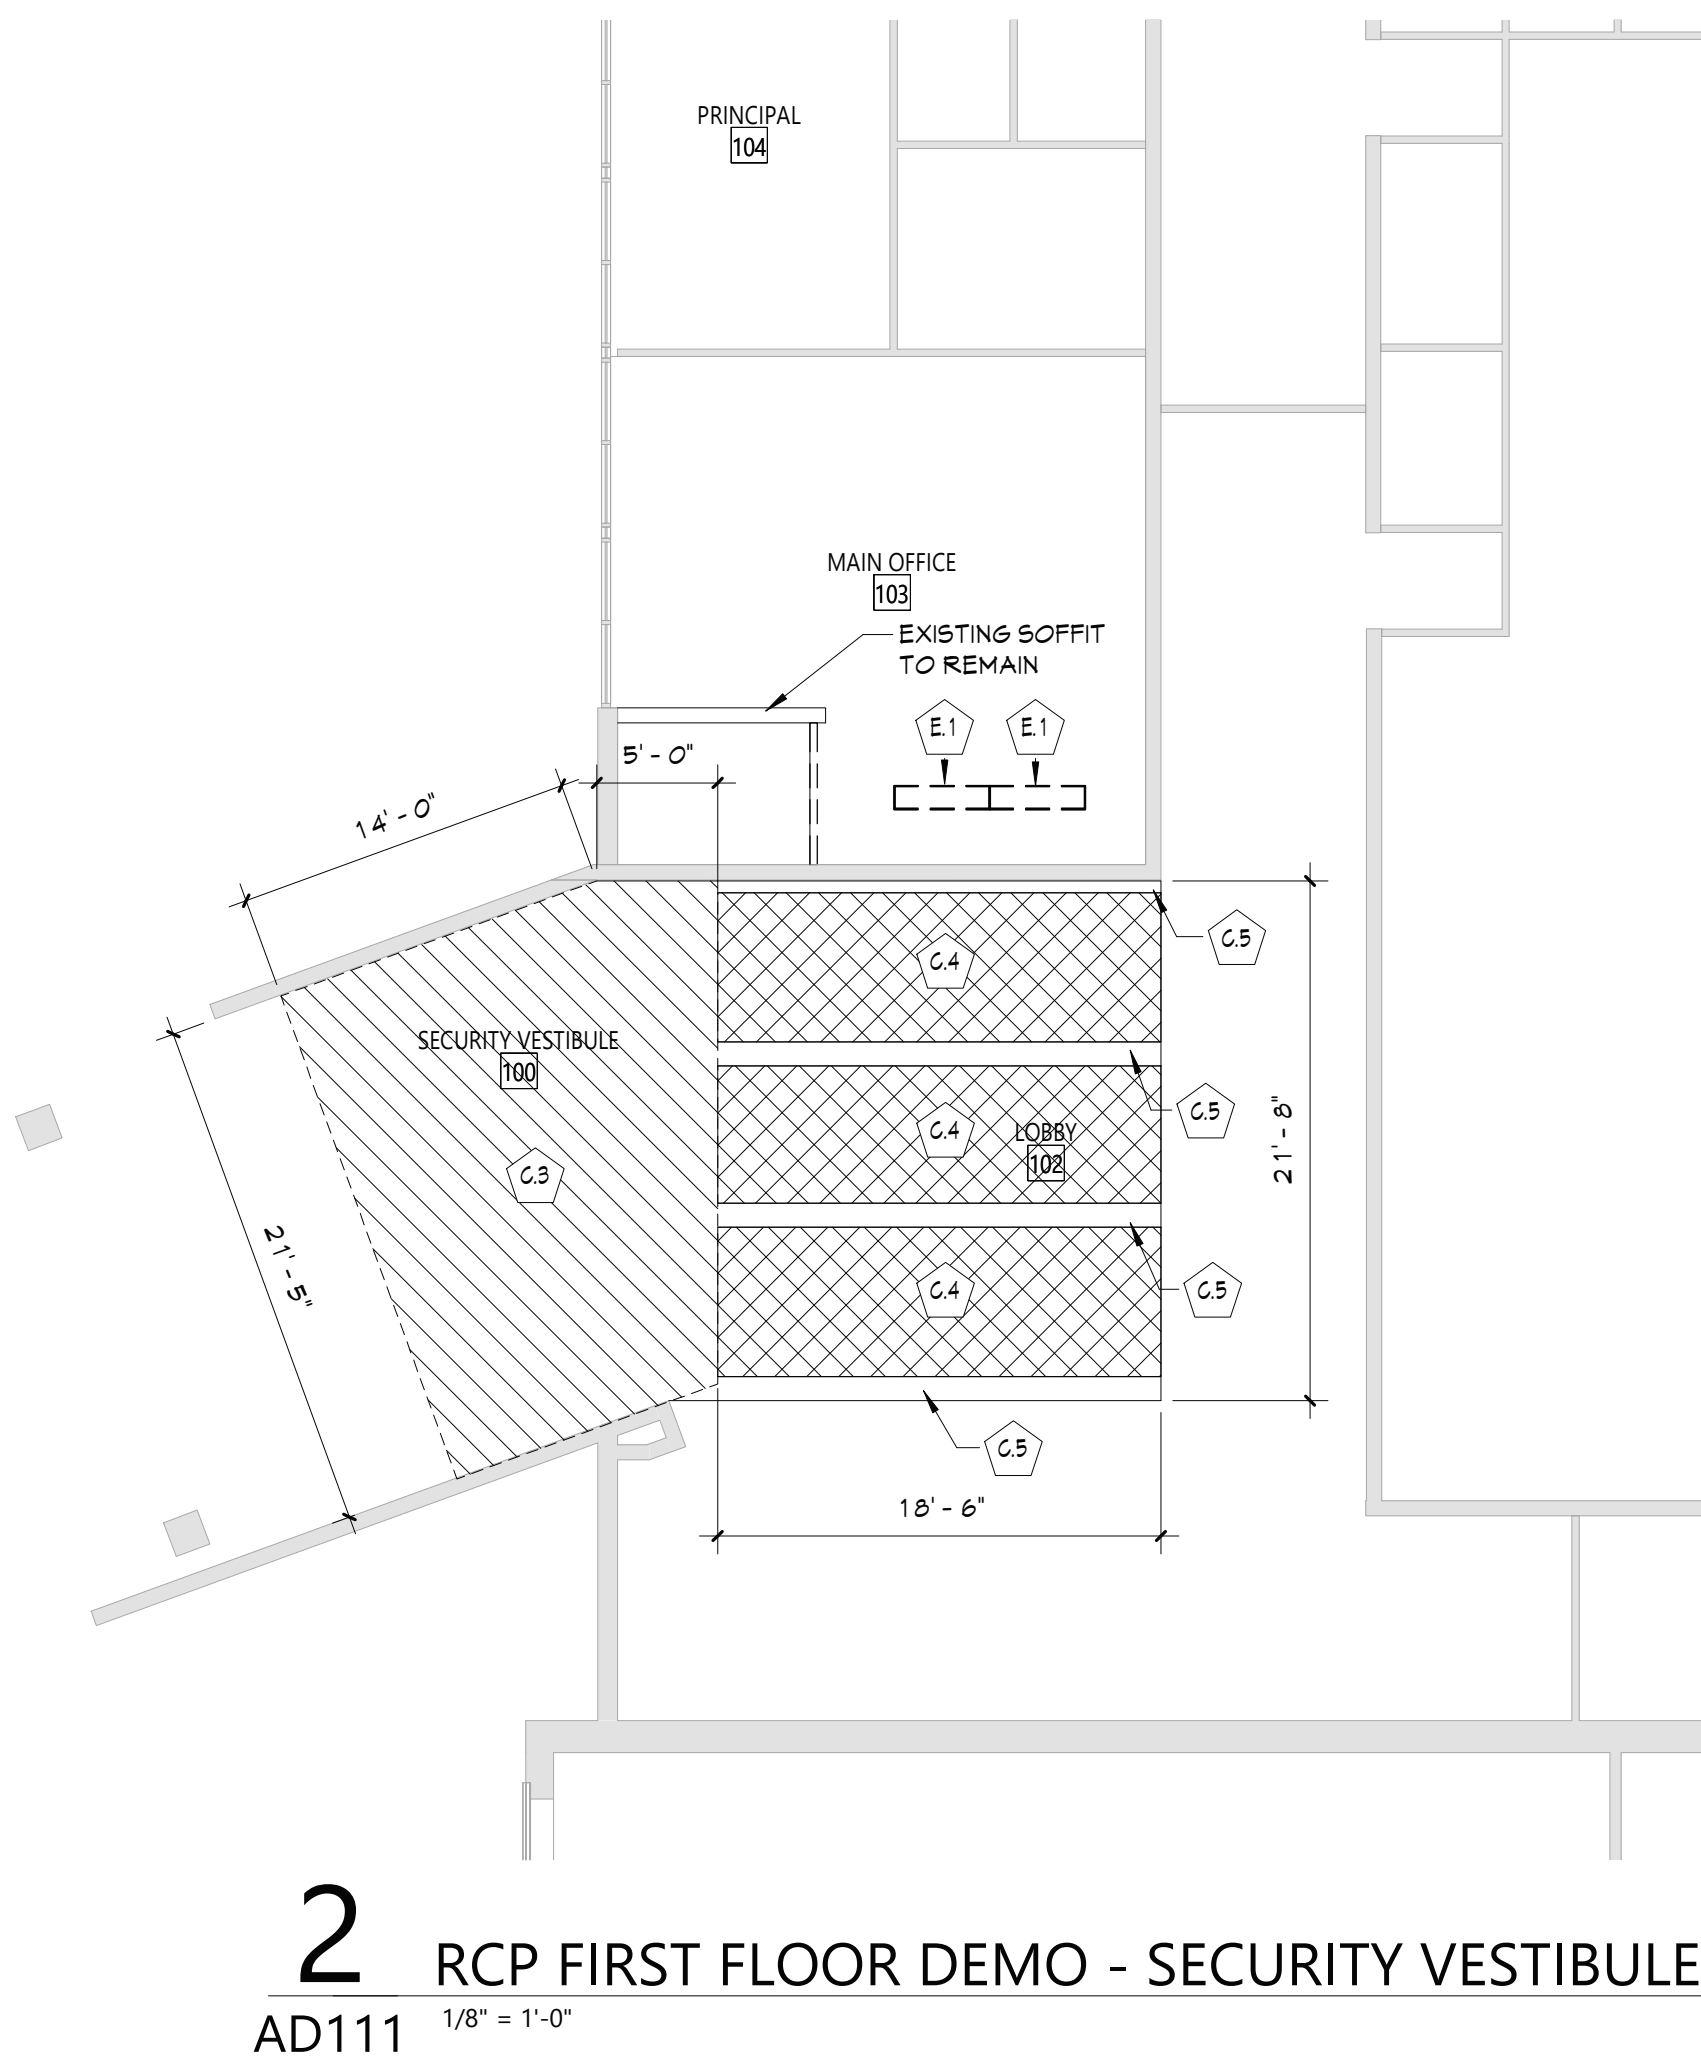 PRINCIPAL
104
MAIN OFFICE
103
EXISTING SOFFIT
TO REMAIN
E.1
E.1
5' - 0"
14' - 0"
C.5
C.4
SECURITY VESTIBULE
100
C.5
C.4
LOBBY
102
21' - 8"
C.3
21' - 5"
C.4
C.5
C.5
18' - 6"
2
RCP FIRST FLOOR DEMO - SECURITY VESTIBULE
AD111
1/8" = 1'-0"